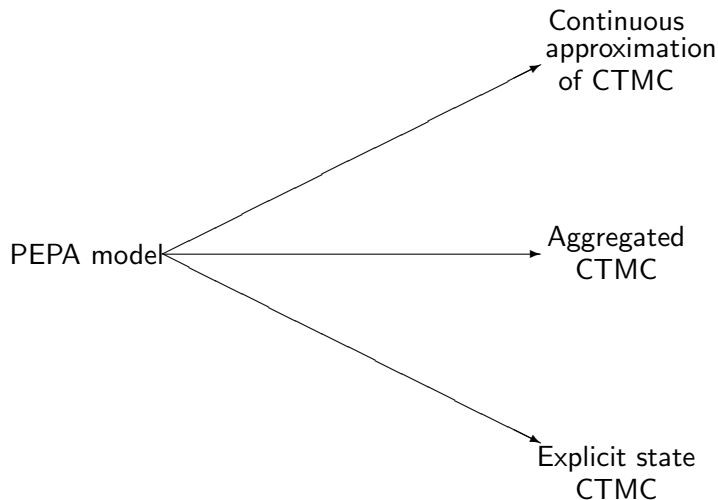 Continuous
approximation
of CTMC
PEPA model
Aggregated
CTMC
Explicit state
CTMC